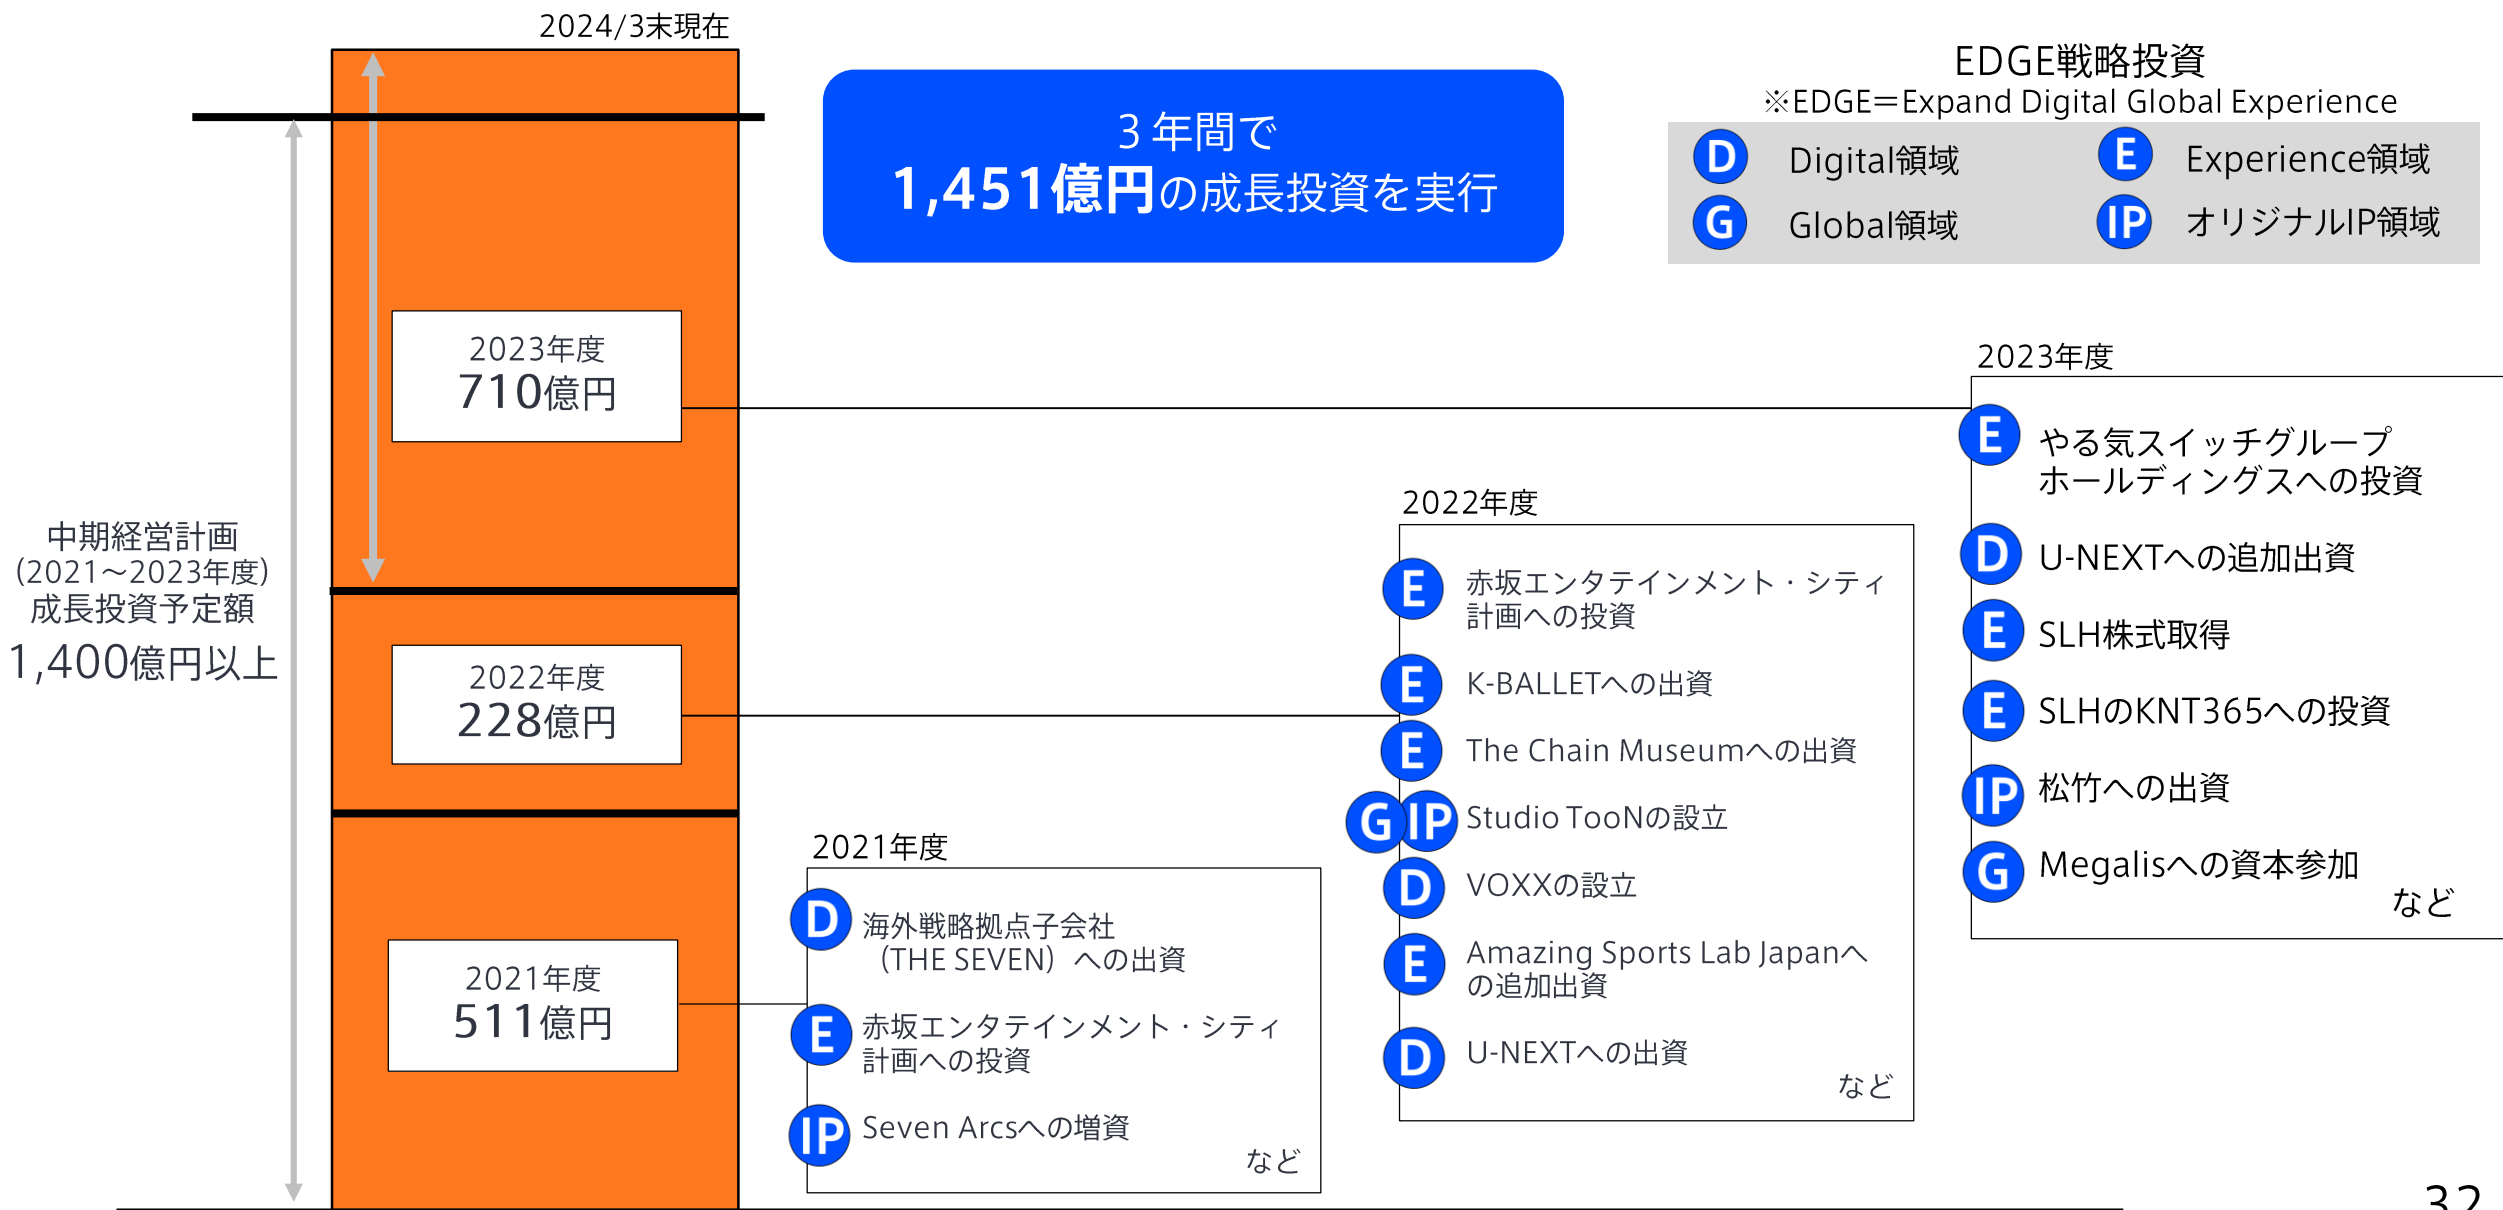 2024/3末現在
3年間で
1,451億円の成長投資を実行
EDGE戦略投資
※EDGE＝Expand Digital Global Experience
D Digital領域
E Experience領域
G Global領域
IP オリジナルIP領域
中期経営計画
(2021〜2023年度)
成長投資予定額
1,400億円以上
2023年度
710億円
2022年度
228億円
2021年度
511億円
2021年度
D 海外戦略拠点子会社
（THE SEVEN）への出資
E 赤坂エンタテインメント・シティ
計画への投資
IP Seven Arcsへの増資
など
2022年度
E 赤坂エンタテインメント・シティ
計画への投資
E K-BALLETへの出資
E The Chain Museumへの出資
G IP Studio TooNの設立
D VOXXの設立
E Amazing Sports Lab Japanへ
の追加出資
D U-NEXTへの出資
など
2023年度
E やる気スイッチグループ
ホールディングスへの投資
D U-NEXTへの追加出資
E SLH株式取得
E SLHのKNT365への投資
IP 松竹への出資
G Megalisへの資本参加
など
32